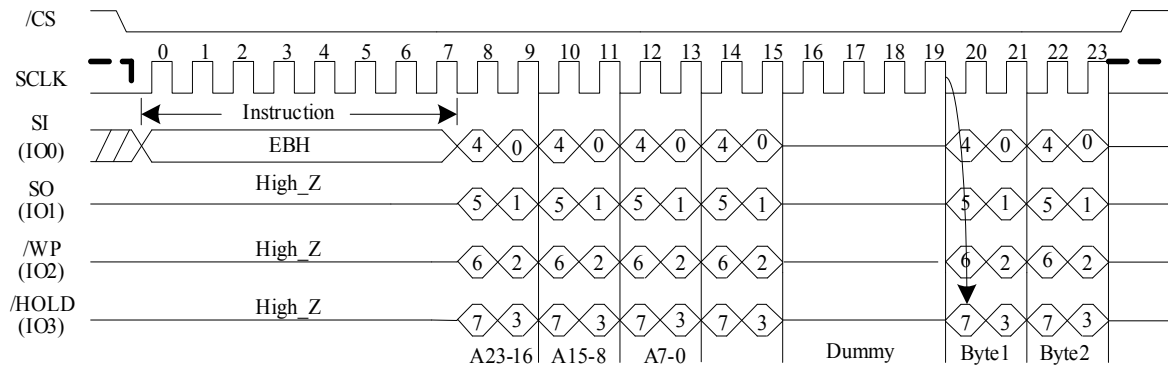 /CS
0 1 2 3 4 5 6 7 8 9 10 11 12 13 14 15 16 17 18 19 20 21 22 23
SCLK
Instruction
SI
(IO0)
EBH
4 0 4 0 4 0 4 0 4 0 4 0
SO
(IO1)
High_Z
5 1 5 1 5 1 5 1 5 1 5 1
/WP
(IO2)
High_Z
6 2 6 2 6 2 6 2 6 2 6 2
/HOLD
(IO3)
High_Z
7 3 7 3 7 3 7 3 7 3 7 3
A23-16 A15-8 A7-0 Dummy Byte1 Byte2